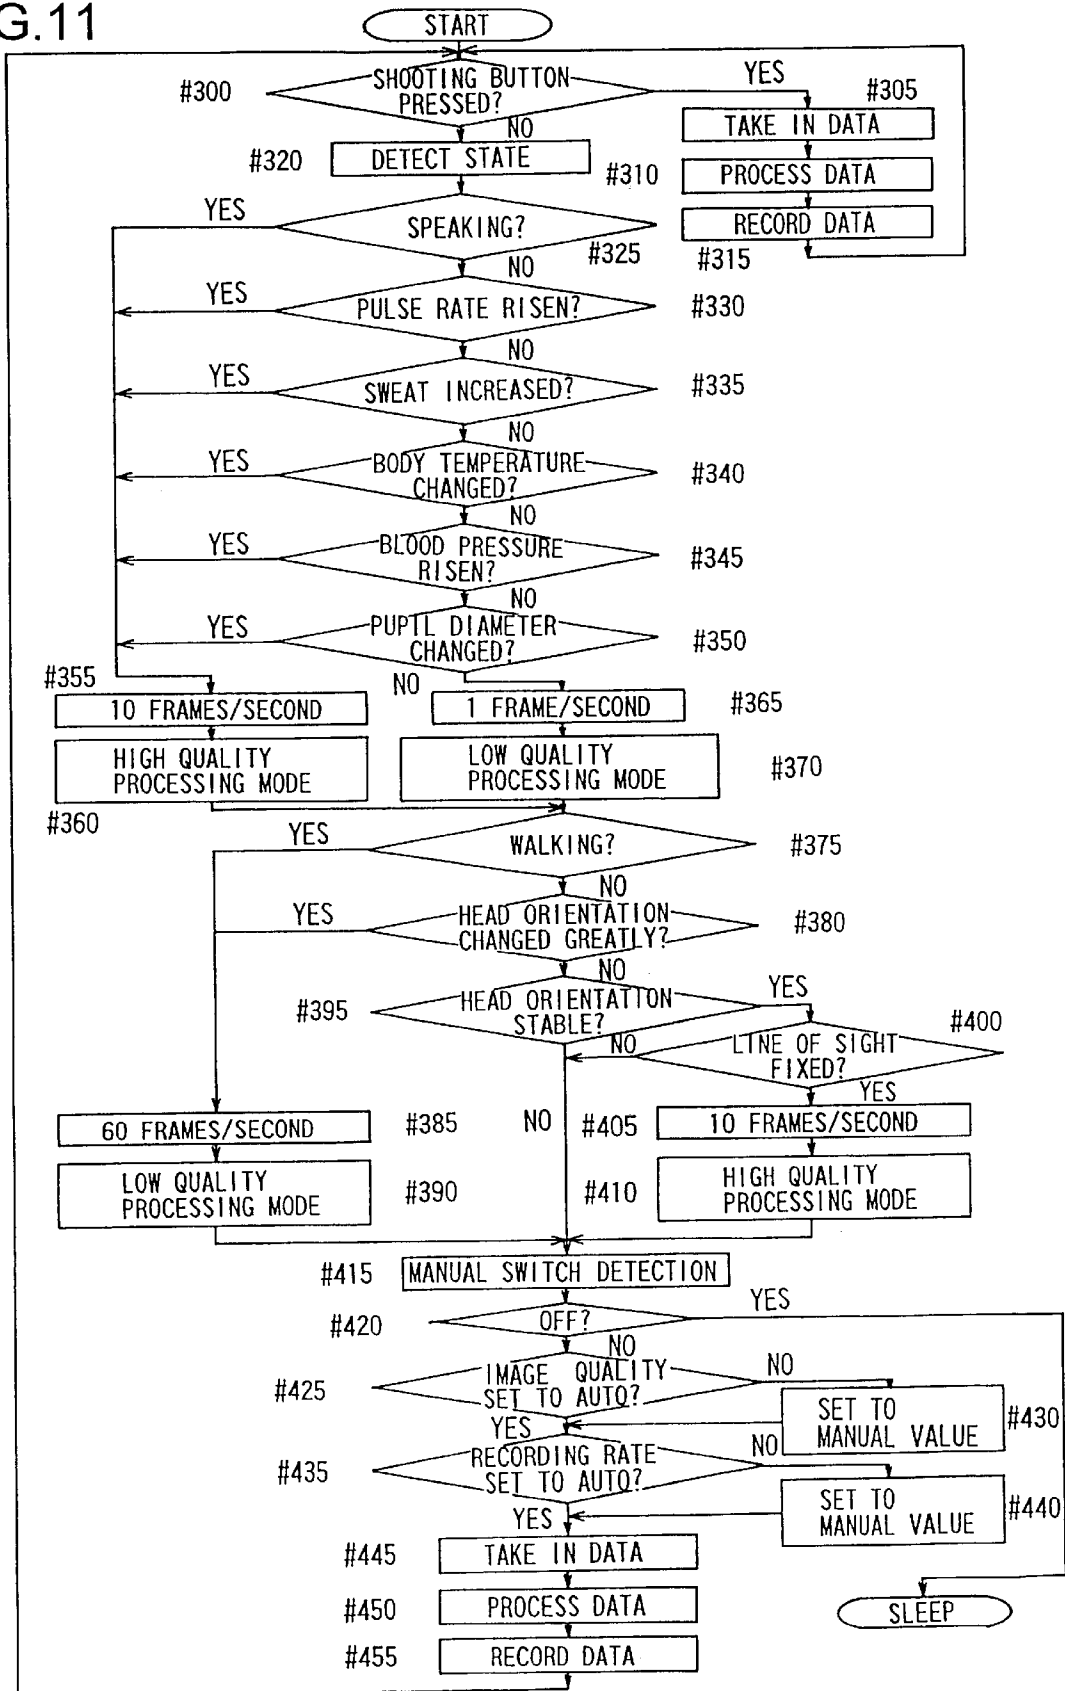 G.11
START
#300
SHOOTING BUTTON
PRESSED?
YES
#305
TAKE IN DATA
NO
#320
DETECT STATE
#310
PROCESS DATA
YES
SPEAKING?
RECORD DATA
#325
#315
NO
YES
PULSE RATE RISEN?
#330
NO
YES
SWEAT INCREASED?
#335
NO
YES
BODY TEMPERATURE
CHANGED?
#340
NO
YES
BLOOD PRESSURE
RISEN?
#345
NO
YES
PUPIL DIAMETER
CHANGED?
#350
#355
NO
10 FRAMES/SECOND
1 FRAME/SECOND
#365
HIGH QUALITY
PROCESSING MODE
LOW QUALITY
PROCESSING MODE
#370
#360
YES
WALKING?
#375
NO
YES
HEAD ORIENTATION
CHANGED GREATLY?
#380
NO
#395
HEAD ORIENTATION
STABLE?
YES
#400
NO
LINE OF SIGHT
FIXED?
YES
60 FRAMES/SECOND
#385
NO
#405
10 FRAMES/SECOND
LOW QUALITY
PROCESSING MODE
#390
#410
HIGH QUALITY
PROCESSING MODE
#415
MANUAL SWITCH DETECTION
#420
OFF?
YES
NO
#425
IMAGE QUALITY
SET TO AUTO?
NO
SET TO
MANUAL VALUE
#430
YES
#435
RECORDING RATE
SET TO AUTO?
NO
SET TO
MANUAL VALUE
#440
YES
#445
TAKE IN DATA
#450
PROCESS DATA
SLEEP
#455
RECORD DATA